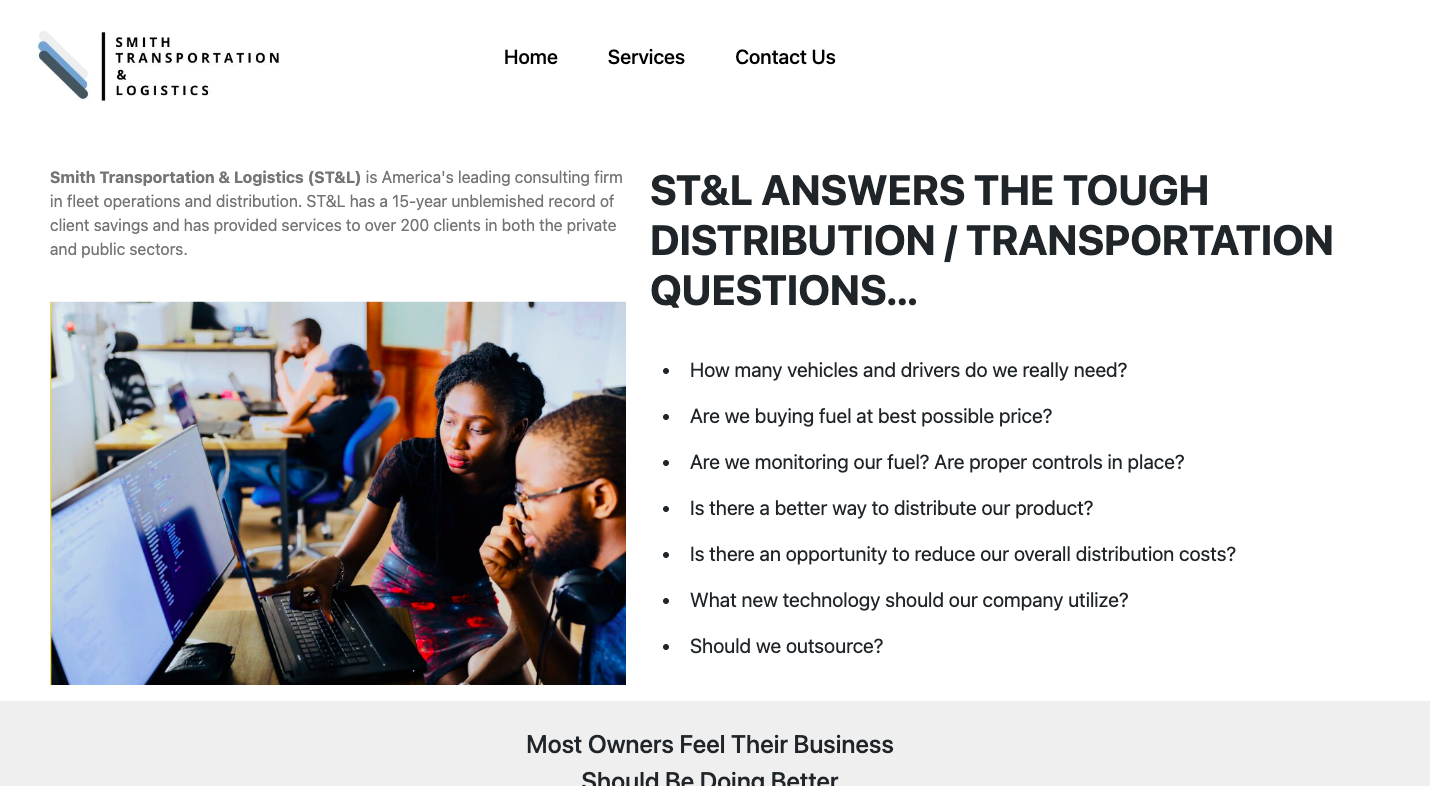 SMITH
TRANSPORTATION
&
LOGISTICS
Home Services Contact Us
Smith Transportation & Logistics (ST&L) is America's leading consulting firm
in fleet operations and distribution. ST&L has a 15-year unblemished record of
client savings and has provided services to over 200 clients in both the private
and public sectors.
ST&L ANSWERS THE TOUGH
DISTRIBUTION / TRANSPORTATION
QUESTIONS...
• How many vehicles and drivers do we really need?
• Are we buying fuel at best possible price?
• Are we monitoring our fuel? Are proper controls in place?
• Is there a better way to distribute our product?
• Is there an opportunity to reduce our overall distribution costs?
• What new technology should our company utilize?
• Should we outsource?
Most Owners Feel Their Business
Should Be Doing Better